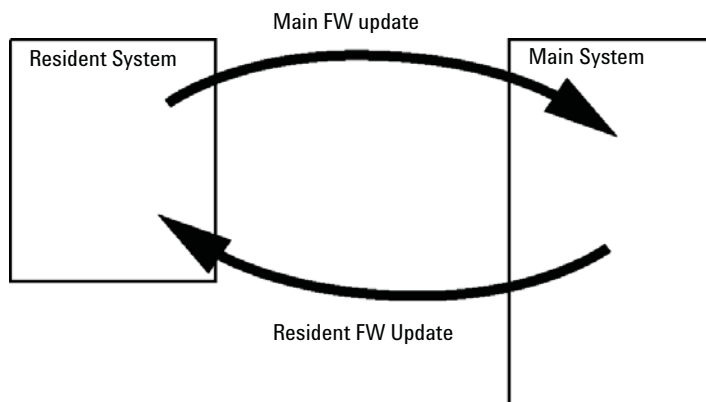 Main FW update
Resident System
Main System
Resident FW Update